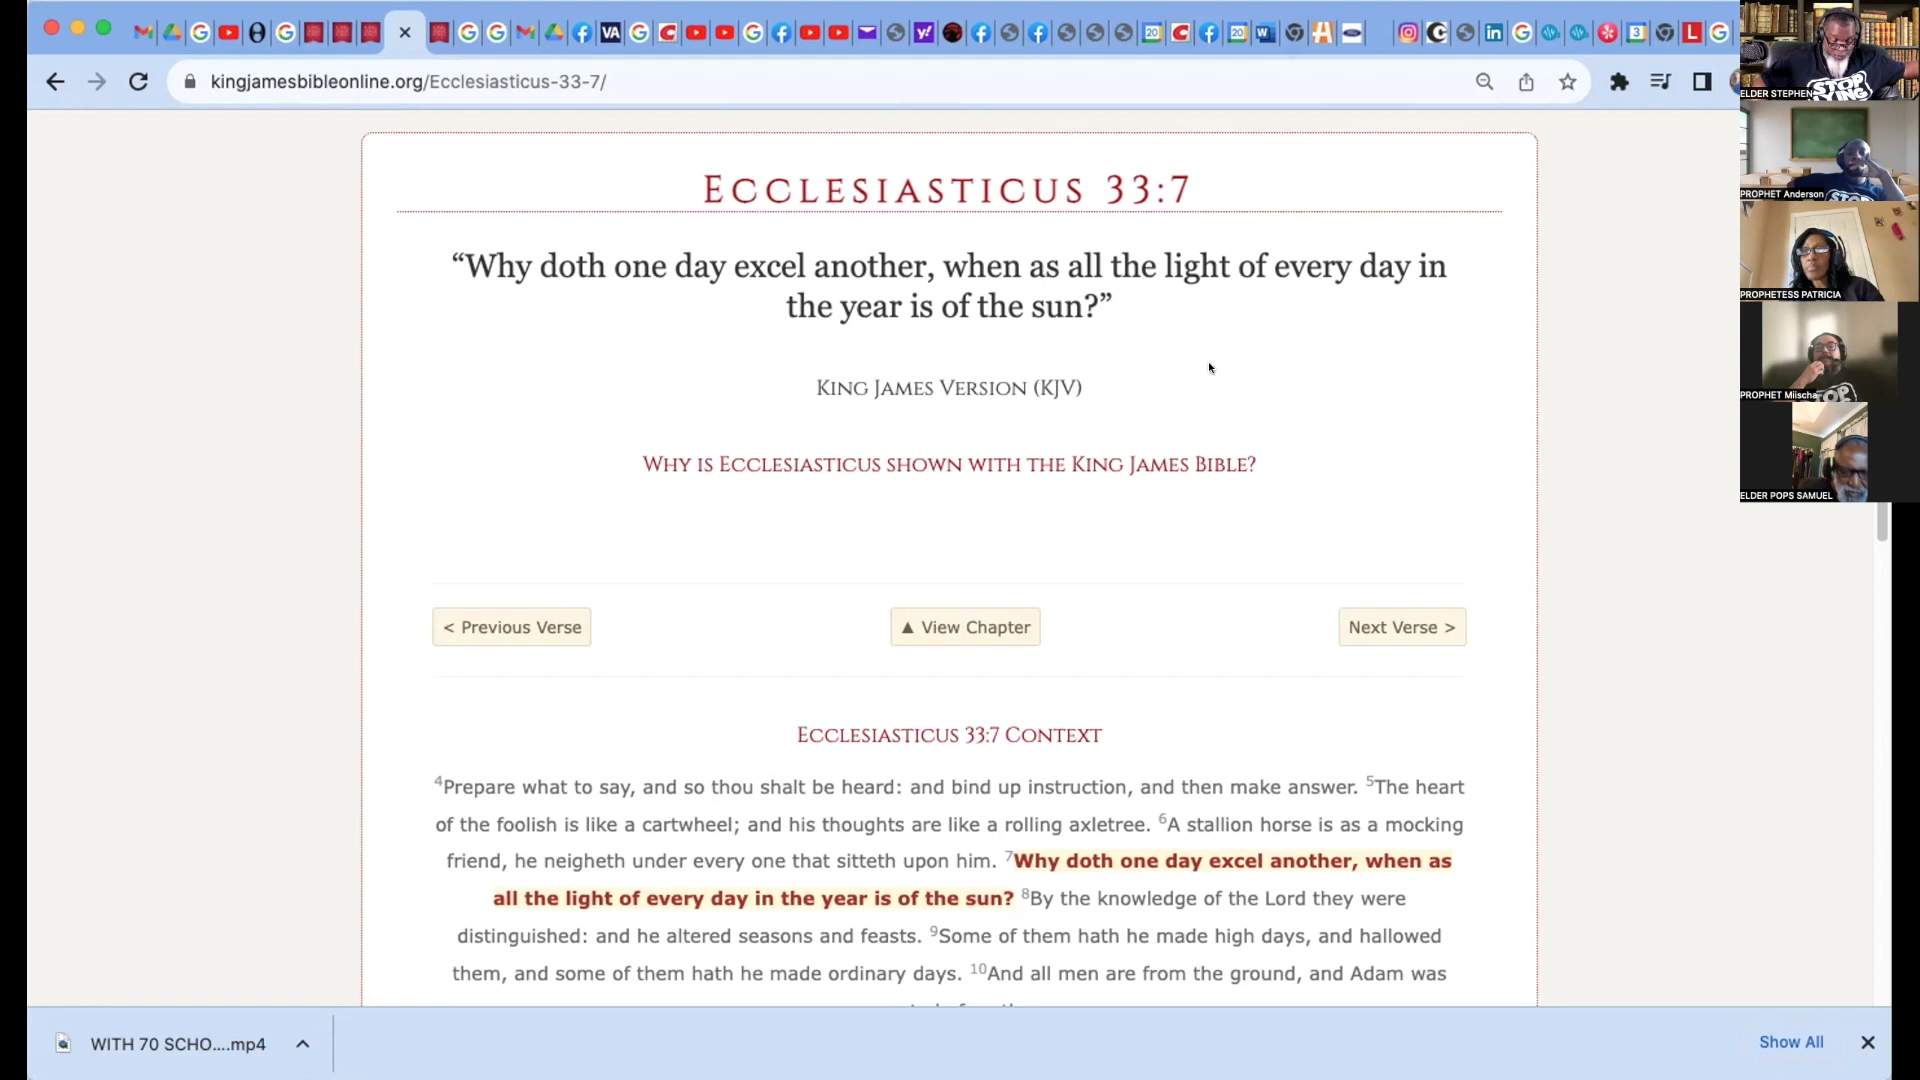 kingjamesbibleonline.org/Ecclesiasticus-33-7/
ECCLESIASTICUS 33:7
“Why doth one day excel another, when as all the light of every day in
the year is of the sun?”
KING JAMES VERSION (KJV)
WHY IS ECCLESIASTICUS SHOWN WITH THE KING JAMES BIBLE?
< Previous Verse
▲ View Chapter
Next Verse >
ECCLESIASTICUS 33:7 CONTEXT
4Prepare what to say, and so thou shalt be heard: and bind up instruction, and then make answer. 5The heart
of the foolish is like a cartwheel; and his thoughts are like a rolling axletree. 6A stallion horse is as a mocking
friend, he neigheth under every one that sitteth upon him. 7Why doth one day excel another, when as
all the light of every day in the year is of the sun? 8By the knowledge of the Lord they were
distinguished: and he altered seasons and feasts. 9Some of them hath he made high days, and hallowed
them, and some of them hath he made ordinary days. 10And all men are from the ground, and Adam was
WITH 70 SCHO....mp4
Show All
ELDER STEPHEN
STOP
LYING
PROPHET Anderson
PROPHETESS PATRICIA
PROPHET Miischa
ELDER POPS SAMUEL